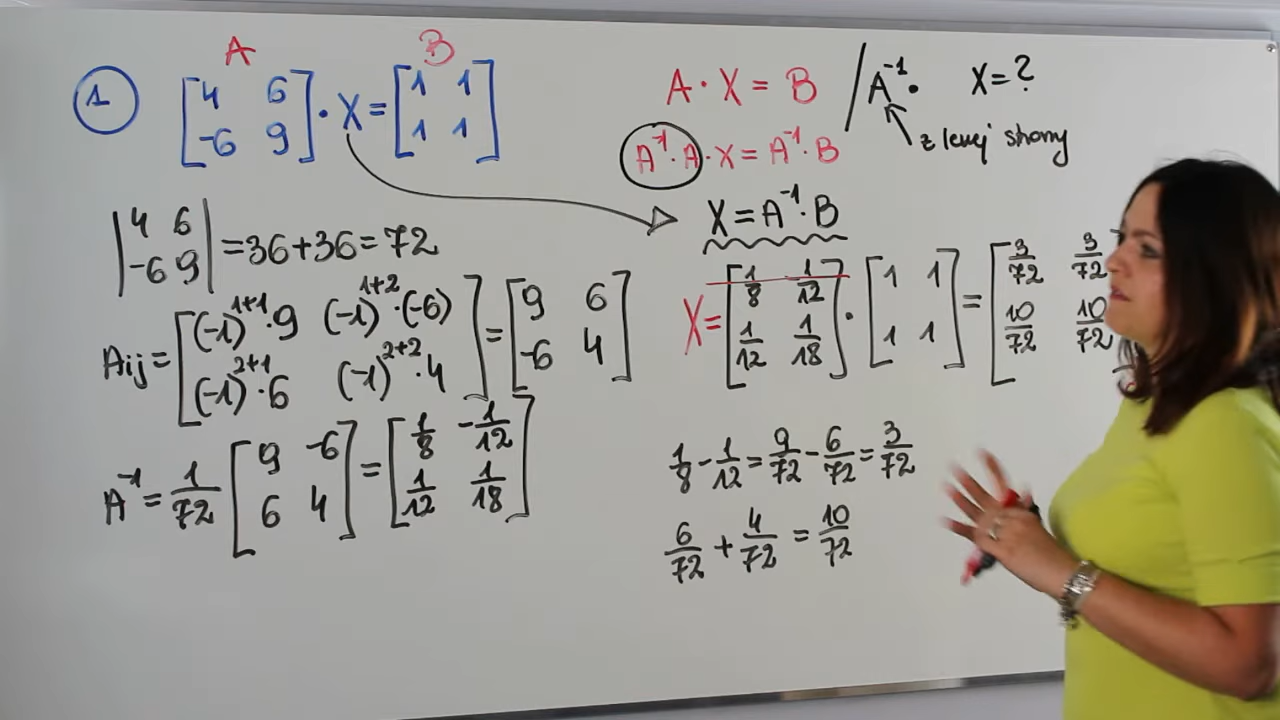 A B
① [4 6; -6 9] · X = [1 1; 1 1]
A · X = B / A⁻¹ · X = ?
z lewej strony
A⁻¹ · A · X = A⁻¹ · B
X = A⁻¹ · B
|4 6; -6 9| = 36 + 36 = 72
Aij = [(-1)¹⁺¹ · 9 (-1)¹⁺² · (-6); (-1)²⁺¹ · 6 (-1)²⁺² · 4] = [9 6; -6 4]
A⁻¹ = 1/72 [9 -6; 6 4] = [1/8 -1/12; 1/12 1/18]
X = [1/8 -1/12; 1/12 1/18] · [1 1; 1 1] = [3/72 3/72; 10/72 10/72]
1/8 - 1/12 = 9/72 - 6/72 = 3/72
6/72 + 4/72 = 10/72